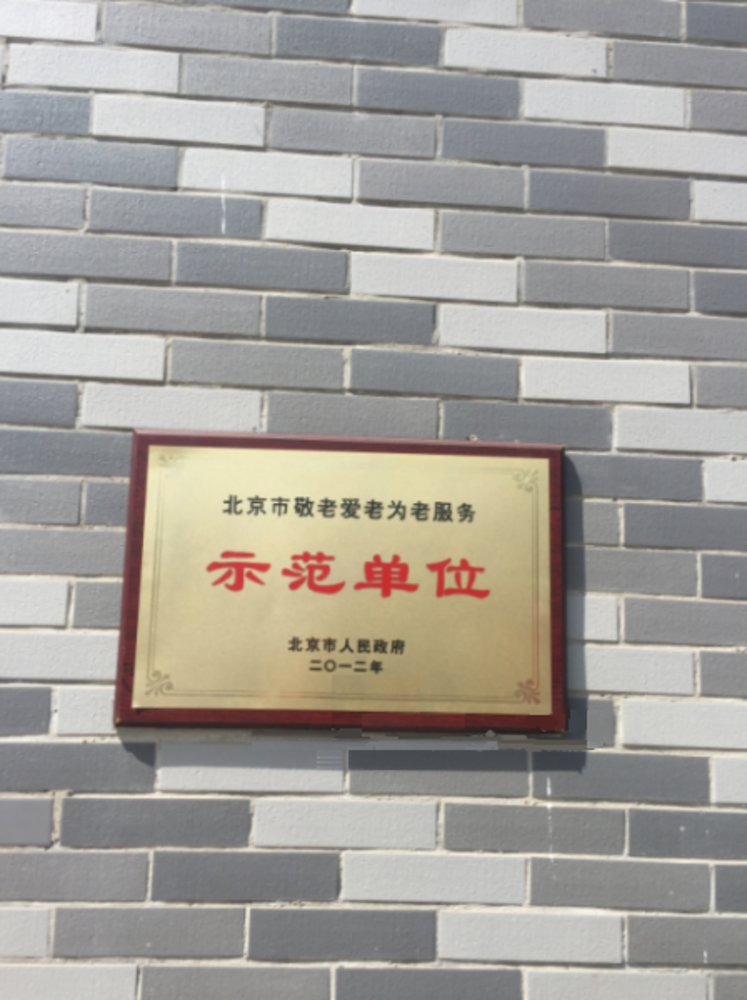 北京市敬老爱老为老服务
示范单位
北京市人民政府
二〇一二年